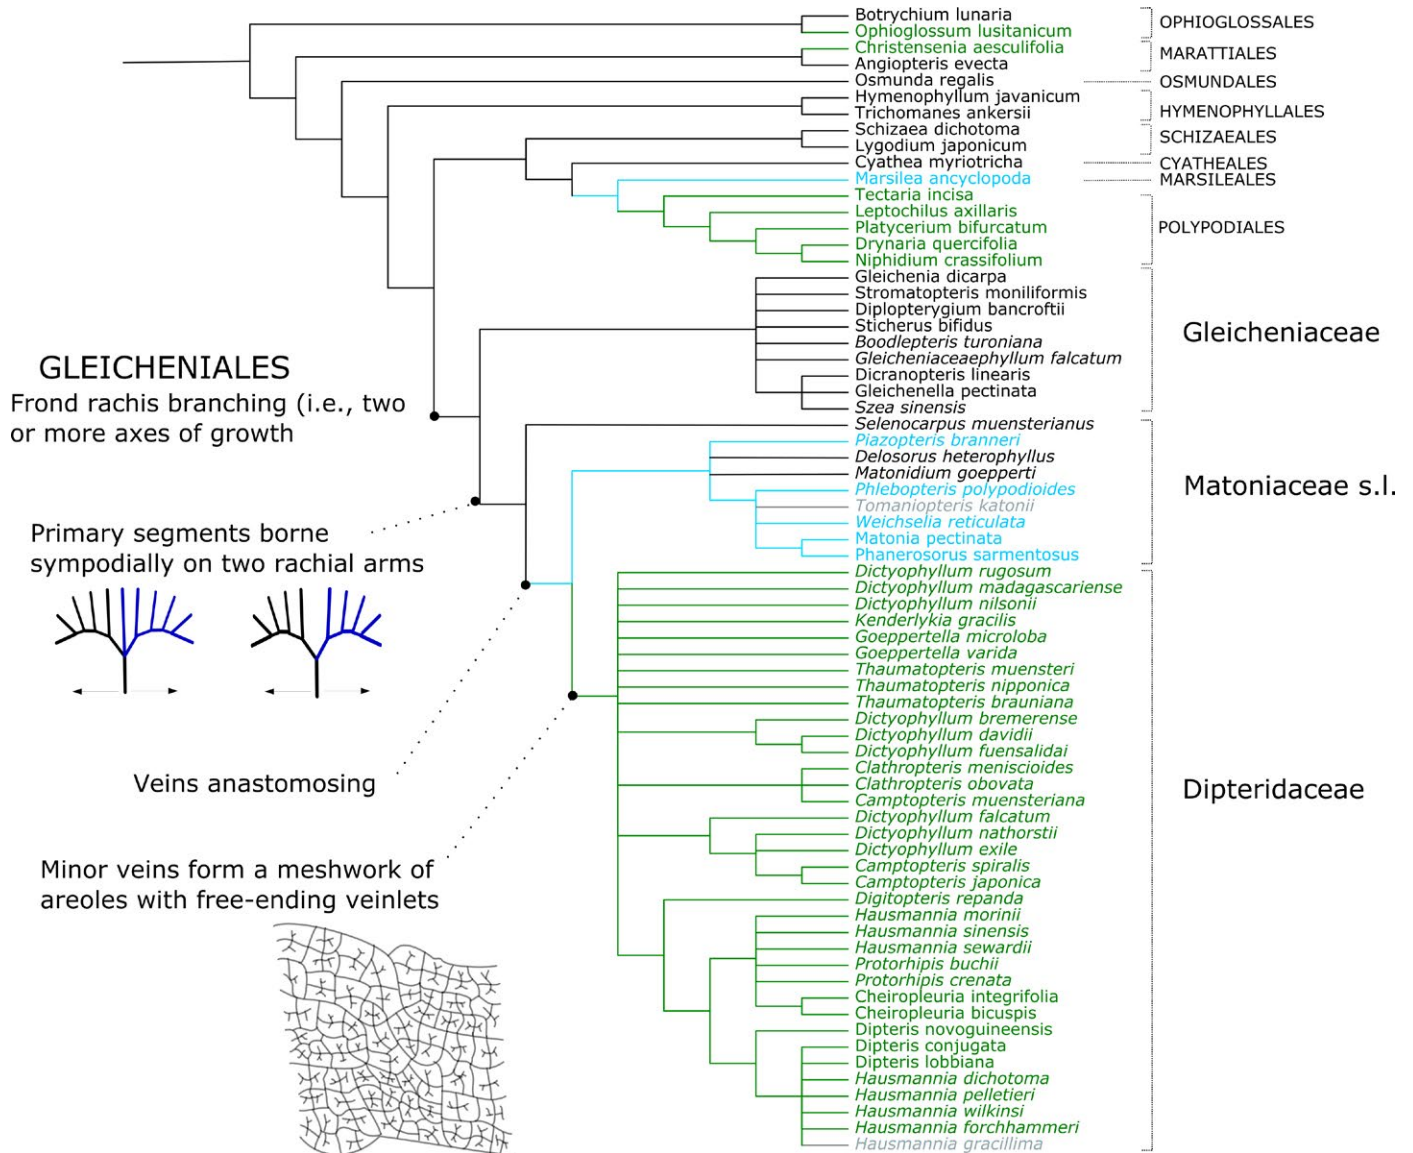 Botrychium lunaria
Ophioglossum lusitanicum
OPHIOGLOSSALES
Christensenia aesculifolia
Angiopteris evecta
MARATTIALES
Osmunda regalis
OSMUNDALES
Hymenophyllum javanicum
Trichomanes ankersii
HYMENOPHYLLALES
Schizaea dichotoma
Lygodium japonicum
SCHIZAEALES
Cyathea myriotricha
CYATHEALES
Marsilea ancyclopoda
MARSILEALES
Tectaria incisa
Leptochilus axillaris
Platycerium bifurcatum
Drynaria quercifolia
Niphidium crassifolium
POLYPODIALES
Gleichenia dicarpa
Stromatopteris moniliformis
Diplopterygium bancroftii
Sticherus bifidus
Boodlepteris turoniana
Gleicheniaceaephyllum falcatum
Dicranopteris linearis
Gleichenella pectinata
Szea sinensis
Gleicheniaceae
GLEICHENIALES
Frond rachis branching (i.e., two
or more axes of growth
Selenocarpus muensterianus
Piazopteris branneri
Delosorus heterophyllus
Matonidium goepperti
Phlebopteris polypodioides
Tomaniopteris katonii
Weichselia reticulata
Matonia pectinata
Phanerosorus sarmentosus
Matoniaceae s.l.
Primary segments borne
sympodially on two rachial arms
Dictyophyllum rugosum
Dictyophyllum madagascariense
Dictyophyllum nilsonii
Kenderlykia gracilis
Goeppertella microloba
Goeppertella varida
Thaumatopteris muensteri
Thaumatopteris nipponica
Thaumatopteris brauniana
Dictyophyllum bremerense
Dictyophyllum davidii
Dictyophyllum fuensalidai
Clathropteris meniscioides
Clathropteris obovata
Camptopteris muensteriana
Dictyophyllum falcatum
Dictyophyllum nathorstii
Dictyophyllum exile
Camptopteris spiralis
Camptopteris japonica
Digitopteris repanda
Hausmannia morinii
Hausmannia sinensis
Hausmannia sewardii
Protorhipis buchii
Protorhipis crenata
Cheiropleuria integrifolia
Cheiropleuria bicuspis
Dipteris novoguineensis
Dipteris conjugata
Dipteris lobbiana
Hausmannia dichotoma
Hausmannia pelletieri
Hausmannia wilkinsi
Hausmannia forchhammeri
Hausmannia gracillima
Dipteridaceae
Veins anastomosing
Minor veins form a meshwork of
areoles with free-ending veinlets